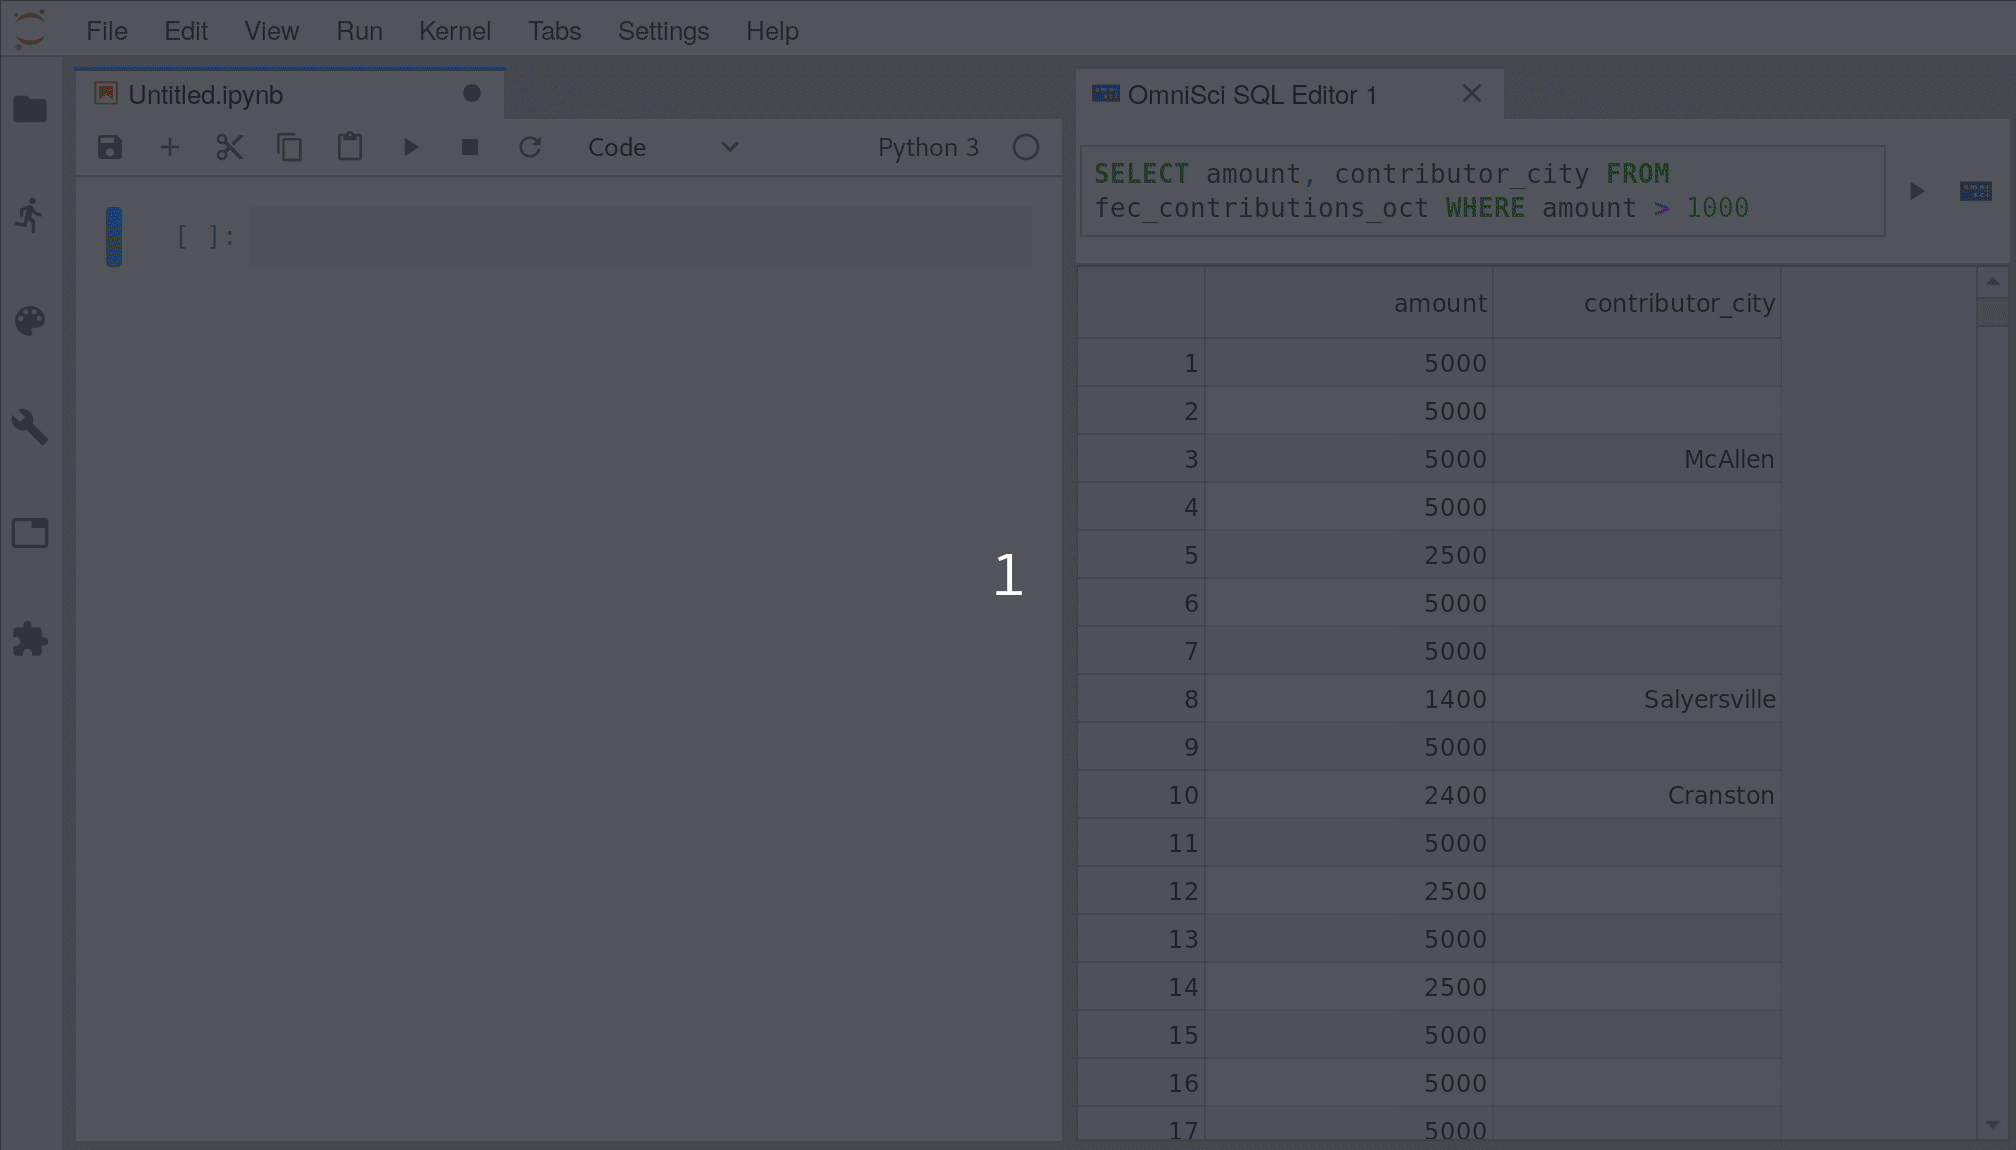 File Edit View Run Kernel Tabs Settings Help
Untitled.ipynb
Code Python 3
[ ]:
OmniSci SQL Editor 1
SELECT amount, contributor_city FROM
fec_contributions_oct WHERE amount > 1000
amount contributor_city
1 5000
2 5000
3 5000 McAllen
4 5000
5 2500
6 5000
7 5000
8 1400 Salyersville
9 5000
10 2400 Cranston
11 5000
12 2500
13 5000
14 2500
15 5000
16 5000
17 5000
1